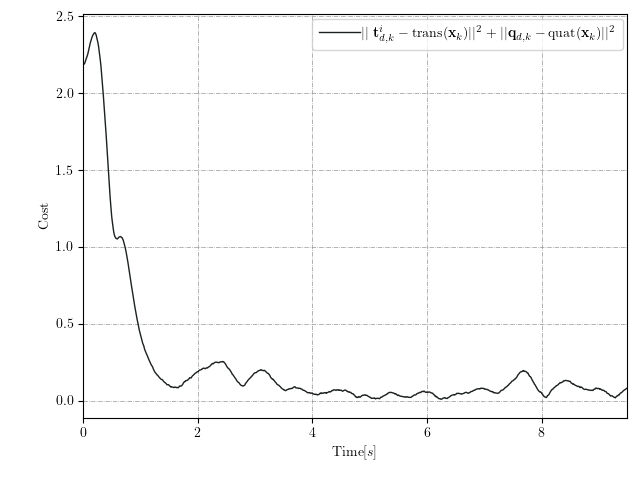 || t^i_{d,k} − trans(x_k)||^2 + ||q_{d,k} − quat(x_k)||^2
2.5
2.0
1.5
1.0
0.5
0.0
Cost
0 2 4 6 8
Time[s]